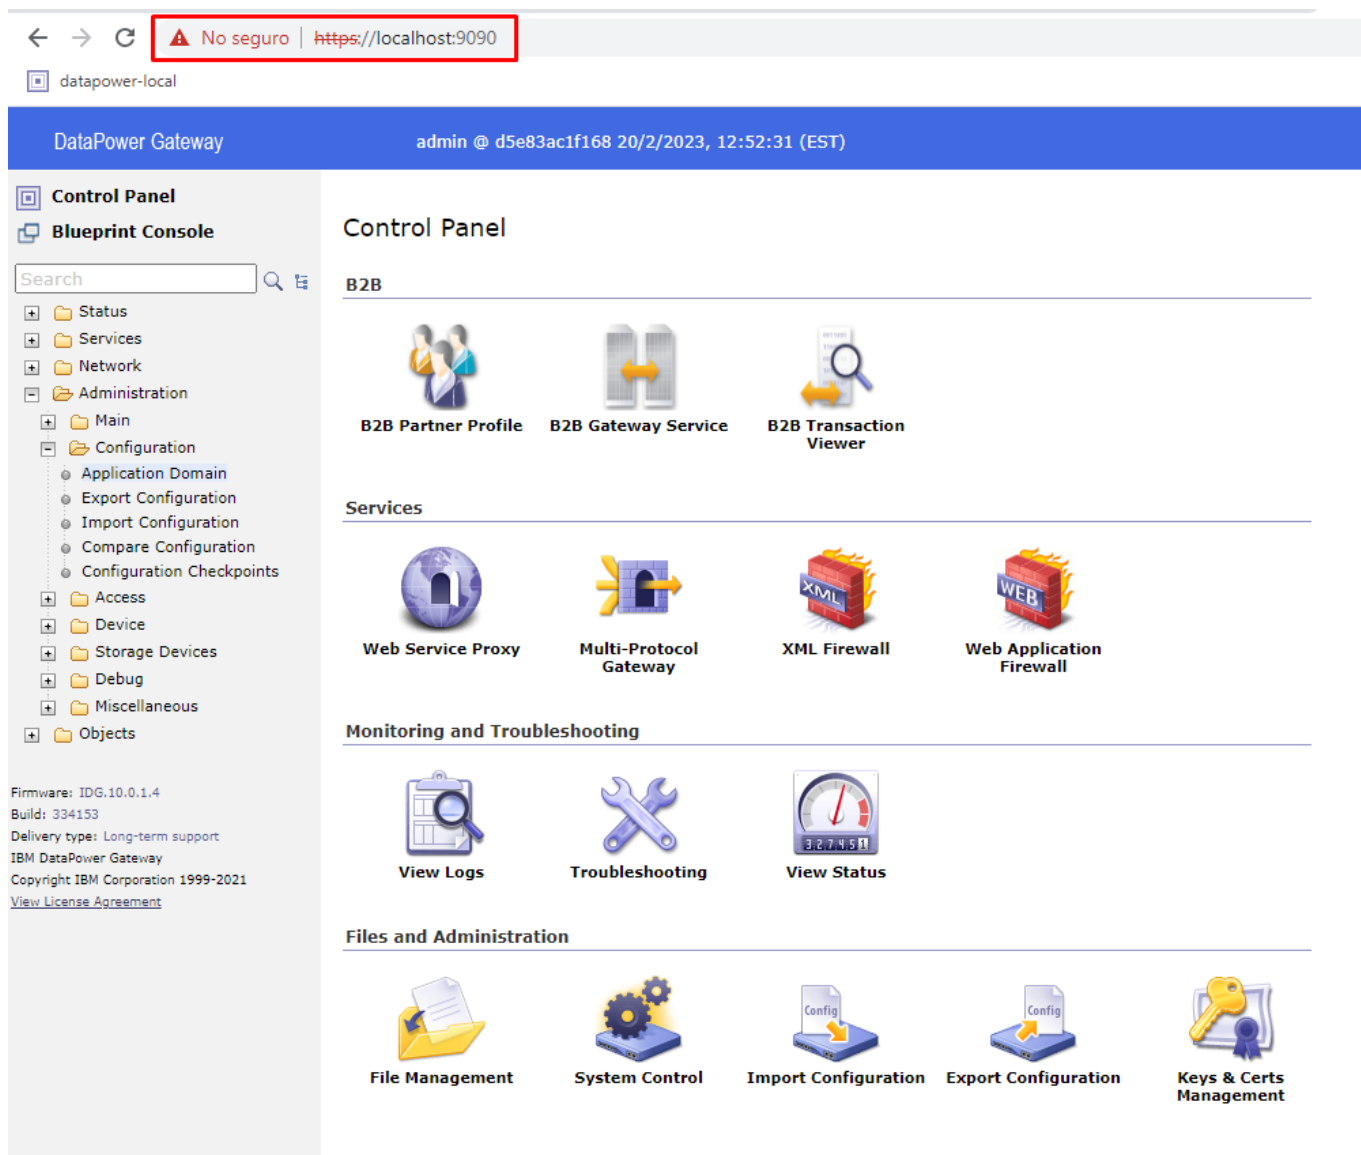 No seguro | https://localhost:9090
datapower-local
DataPower Gateway
admin @ d5e83ac1f168 20/2/2023, 12:52:31 (EST)
Control Panel
Blueprint Console
Search
Status
Services
Network
Administration
Main
Configuration
Application Domain
Export Configuration
Import Configuration
Compare Configuration
Configuration Checkpoints
Access
Device
Storage Devices
Debug
Miscellaneous
Objects
Firmware: IDG.10.0.1.4
Build: 334153
Delivery type: Long-term support
IBM DataPower Gateway
Copyright IBM Corporation 1999-2021
View License Agreement
Control Panel
B2B
B2B Partner Profile
B2B Gateway Service
B2B Transaction
Viewer
Services
XML
WEB
Web Service Proxy
Multi-Protocol
Gateway
XML Firewall
Web Application
Firewall
Monitoring and Troubleshooting
327451
View Logs
Troubleshooting
View Status
Files and Administration
Config
Config
File Management
System Control
Import Configuration
Export Configuration
Keys & Certs
Management